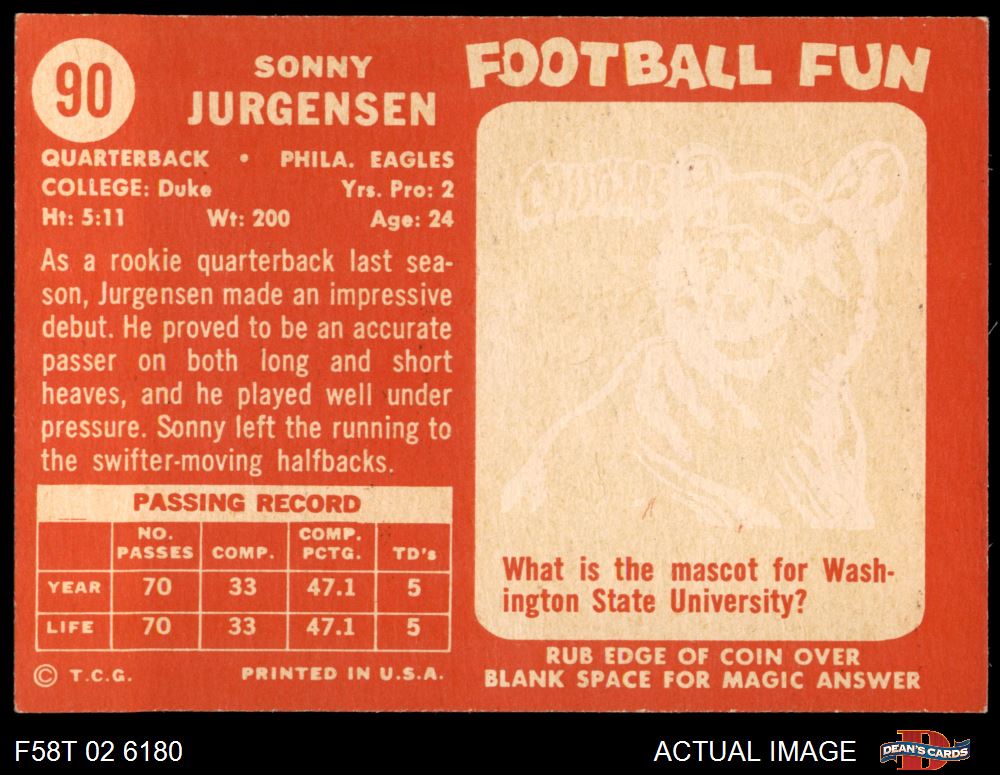 90
SONNY
JURGENSEN
QUARTERBACK • PHILA. EAGLES
COLLEGE: Duke Yrs. Pro: 2
Ht: 5:11 Wt: 200 Age: 24
As a rookie quarterback last sea-
son, Jurgensen made an impressive
debut. He proved to be an accurate
passer on both long and short
heaves, and he played well under
pressure. Sonny left the running to
the swifter-moving halfbacks.
PASSING RECORD
NO. PASSES COMP. COMP. PCTG. TD's
YEAR 70 33 47.1 5
LIFE 70 33 47.1 5
© T.C.G. PRINTED IN U.S.A.
FOOTBALL FUN
What is the mascot for Wash-
ington State University?
RUB EDGE OF COIN OVER
BLANK SPACE FOR MAGIC ANSWER
F58T 02 6180
ACTUAL IMAGE
D
DEAN'S CARDS